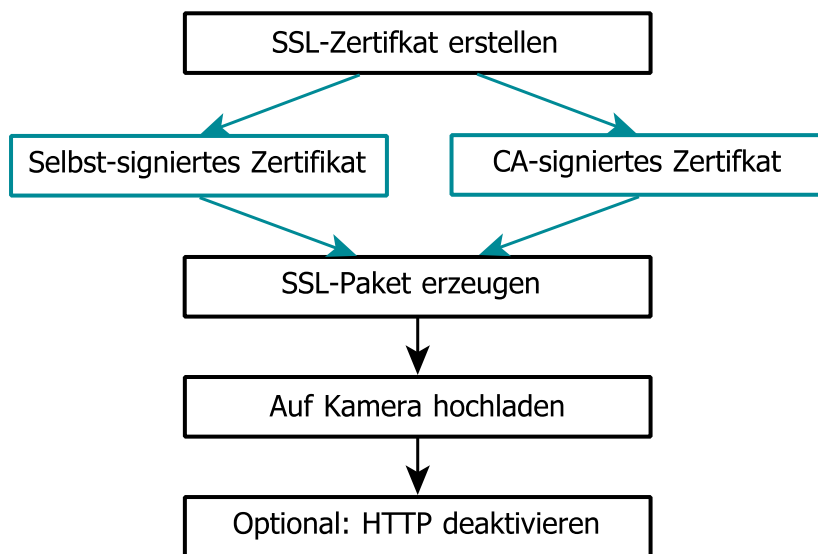 SSL-Zertifkat erstellen
Selbst-signiertes Zertifikat
CA-signiertes Zertifkat
SSL-Paket erzeugen
Auf Kamera hochladen
Optional: HTTP deaktivieren